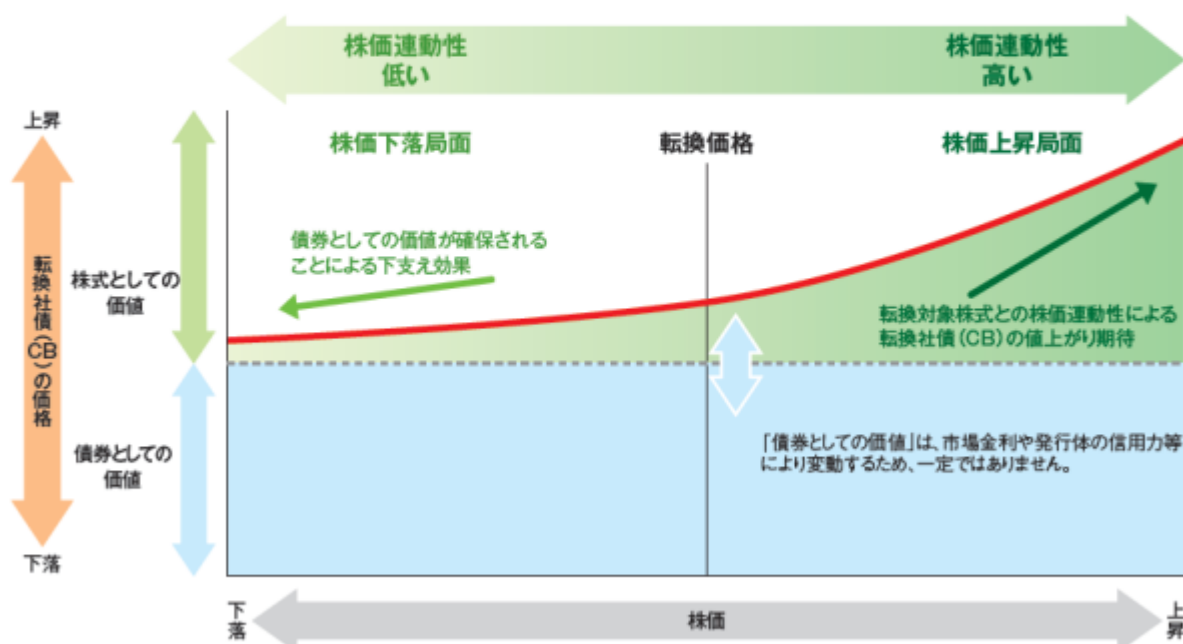 株価連動性
低い
株価連動性
高い
上昇
株価下落局面
転換価格
株価上昇局面
債券としての価値が確保される
ことによる下支え効果
転換社債(CB)の価格
株式としての
価値
転換対象株式との株価連動性による
転換社債(CB)の値上がり期待
「債券としての価値」は、市場金利や発行体の信用力等
により変動するため、一定ではありません。
債券としての
価値
下落
下落
株価
上昇